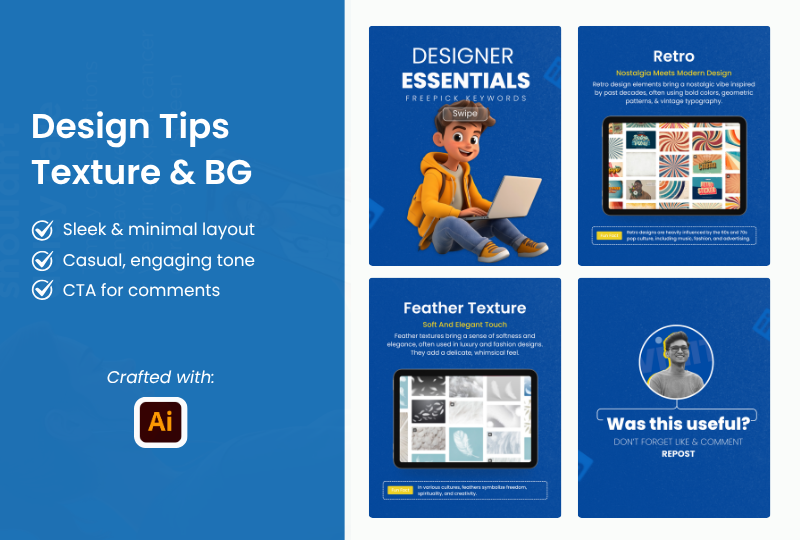 Design Tips
Texture & BG
Sleek & minimal layout
Casual, engaging tone
CTA for comments
Crafted with:
Ai
DESIGNER
ESSENTIALS
FREEPICK KEYWORDS
Swipe
Retro
Nostalgia Meets Modern Design
Retro design elements bring a nostalgic vibe inspired
by past decades, often using bold colors, geometric
patterns, & vintage typography.
Retro designs are heavily influenced by the 60s and 70s
pop culture, including music, fashion, and advertising.
Feather Texture
Soft And Elegant Touch
Feather textures bring a sense of softness and
elegance, often used in luxury and fashion designs.
They add a delicate, whimsical feel.
In various cultures, feathers symbolize freedom,
spirituality, and creativity.
Was this useful?
DON'T FORGET LIKE & COMMENT
REPOST